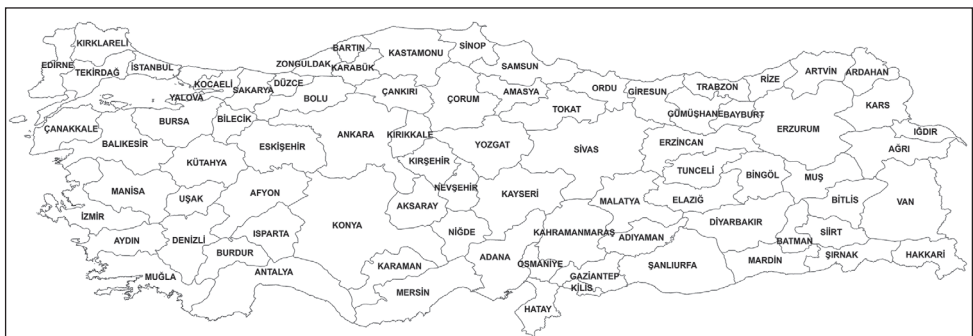 KIRKLARELİ
EDİRNE
TEKİRDAĞ
İSTANBUL
KOCAELİ
YALOVA
SAKARYA
DÜZCE
ZONGULDAK
BARTIN
KARABÜK
KASTAMONU
SİNOP
SAMSUN
BOLU
ÇANKIRI
ÇORUM
AMASYA
TOKAT
ORDU
GİRESUN
TRABZON
RİZE
ARTVİN
ARDAHAN
GÜMÜŞHANE
BAYBURT
ERZURUM
KARS
IĞDIR
AĞRI
ÇANAKKALE
BURSA
BİLECİK
BALIKESİR
ESKİŞEHİR
ANKARA
KIRIKKALE
YOZGAT
SİVAS
ERZİNCAN
KÜTAHYA
KIRŞEHİR
TUNCELİ
BİNGÖL
MUŞ
MANİSA
UŞAK
AFYON
NEVŞEHİR
KAYSERİ
MALATYA
ELAZIĞ
BİTLİS
VAN
İZMİR
KONYA
AKSARAY
NİĞDE
KAHRAMANMARAŞ
ADIYAMAN
DİYARBAKIR
SİİRT
BATMAN
AYDIN
DENİZLİ
ISPARTA
BURDUR
KARAMAN
ADANA
OSMANİYE
GAZİANTEP
ŞANLIURFA
MARDİN
ŞIRNAK
HAKKARİ
MUĞLA
ANTALYA
MERSİN
KİLİS
HATAY